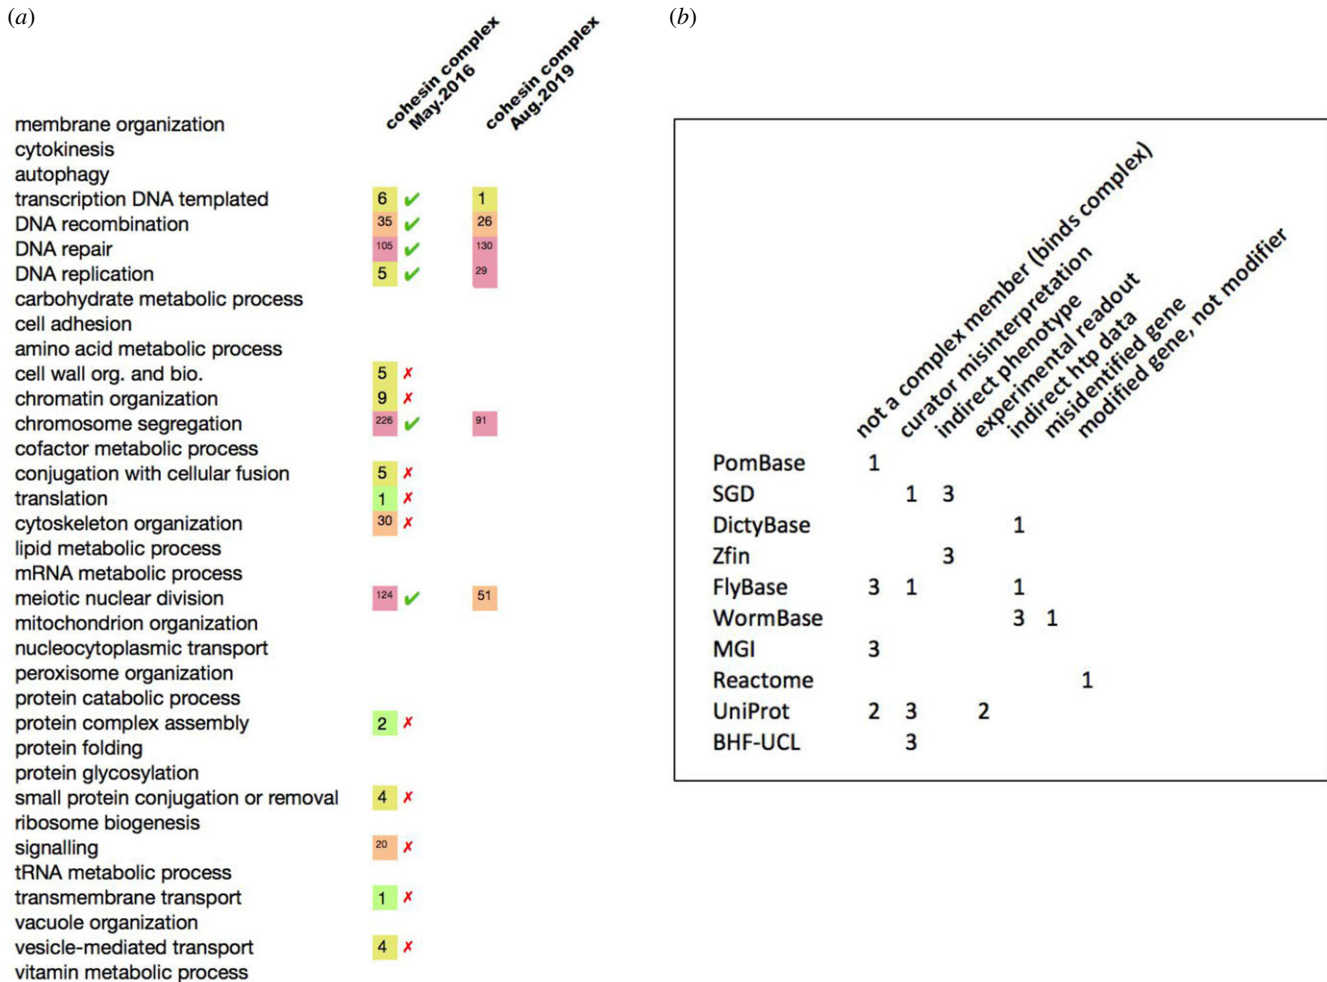 (a)
cohesin complex
May.2016
cohesin complex
Aug.2019
membrane organization
cytokinesis
autophagy
transcription DNA templated 6 ✔ 1
DNA recombination 35 ✔ 26
DNA repair 105 ✔ 130
DNA replication 5 ✔ 29
carbohydrate metabolic process
cell adhesion
amino acid metabolic process
cell wall org. and bio. 5 ✗
chromatin organization 9 ✗
chromosome segregation 226 ✔ 91
cofactor metabolic process
conjugation with cellular fusion 5 ✗
translation 1 ✗
cytoskeleton organization 30 ✗
lipid metabolic process
mRNA metabolic process
meiotic nuclear division 124 ✔ 51
mitochondrion organization
nucleocytoplasmic transport
peroxisome organization
protein catabolic process
protein complex assembly 2 ✗
protein folding
protein glycosylation
small protein conjugation or removal 4 ✗
ribosome biogenesis
signalling 20 ✗
tRNA metabolic process
transmembrane transport 1 ✗
vacuole organization
vesicle-mediated transport 4 ✗
vitamin metabolic process
(b)
not a complex member (binds complex)
curator misinterpretation
indirect phenotype
experimental readout
indirect htp data
misidentified gene
modified gene, not modifier
PomBase 1
SGD 1 3
DictyBase 1
Zfin 3
FlyBase 3 1 1
WormBase 3 1
MGI 3
Reactome 1
UniProt 2 3 2
BHF-UCL 3